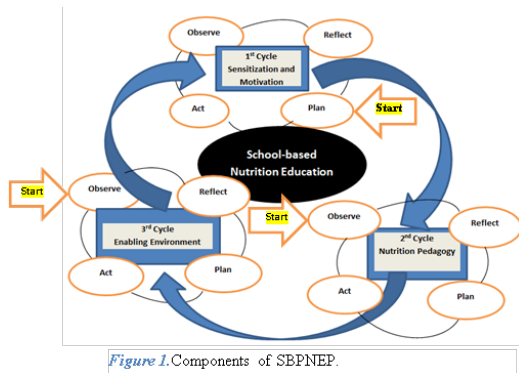 Observe
Reflect
1st Cycle
Sensitization and
Motivation
Act
Plan
Start
School-based
Nutrition Education
Start
Observe
Reflect
3rd Cycle
Enabling Environment
Act
Plan
Start
Observe
Reflect
2nd Cycle
Nutrition Pedagogy
Act
Plan
Figure 1. Components of SBPNEP.